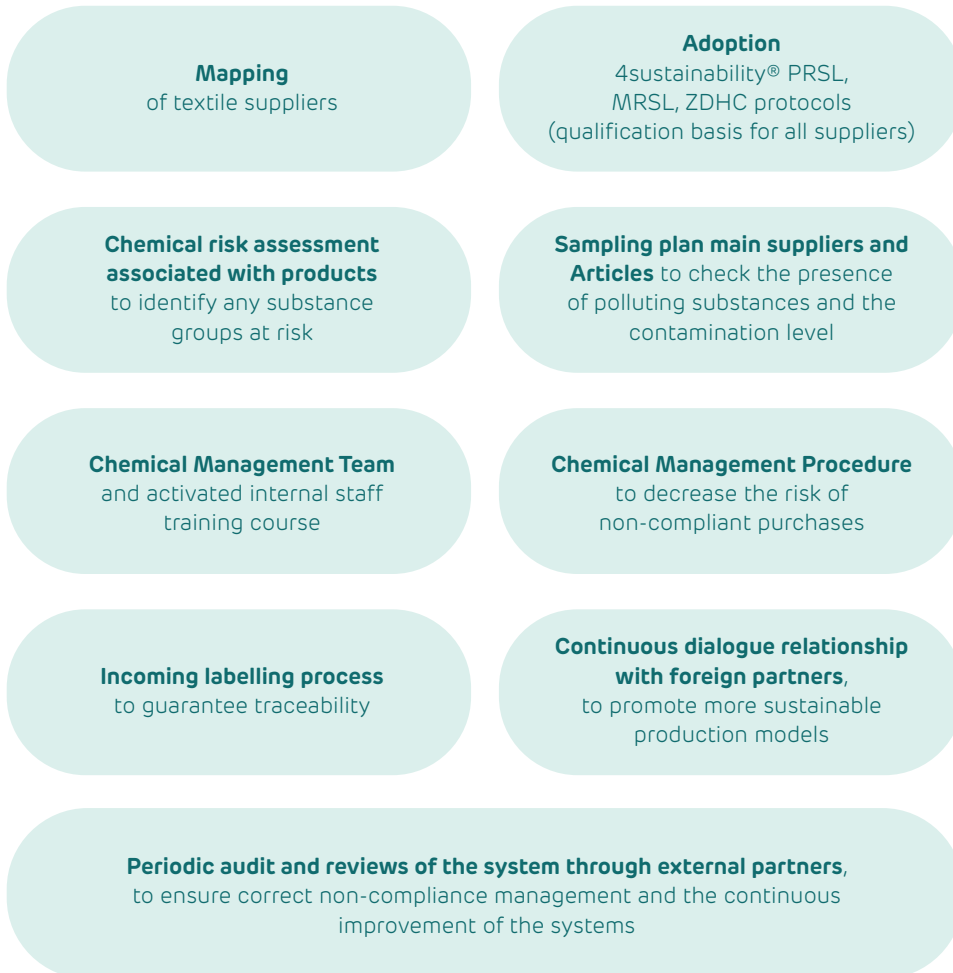 Mapping
of textile suppliers
Adoption
4sustainability® PRSL,
MRSL, ZDHC protocols
(qualification basis for all suppliers)
Chemical risk assessment
associated with products
to identify any substance
groups at risk
Sampling plan main suppliers and
Articles to check the presence
of polluting substances and the
contamination level
Chemical Management Team
and activated internal staff
training course
Chemical Management Procedure
to decrease the risk of
non-compliant purchases
Incoming labelling process
to guarantee traceability
Continuous dialogue relationship
with foreign partners,
to promote more sustainable
production models
Periodic audit and reviews of the system through external partners,
to ensure correct non-compliance management and the continuous
improvement of the systems